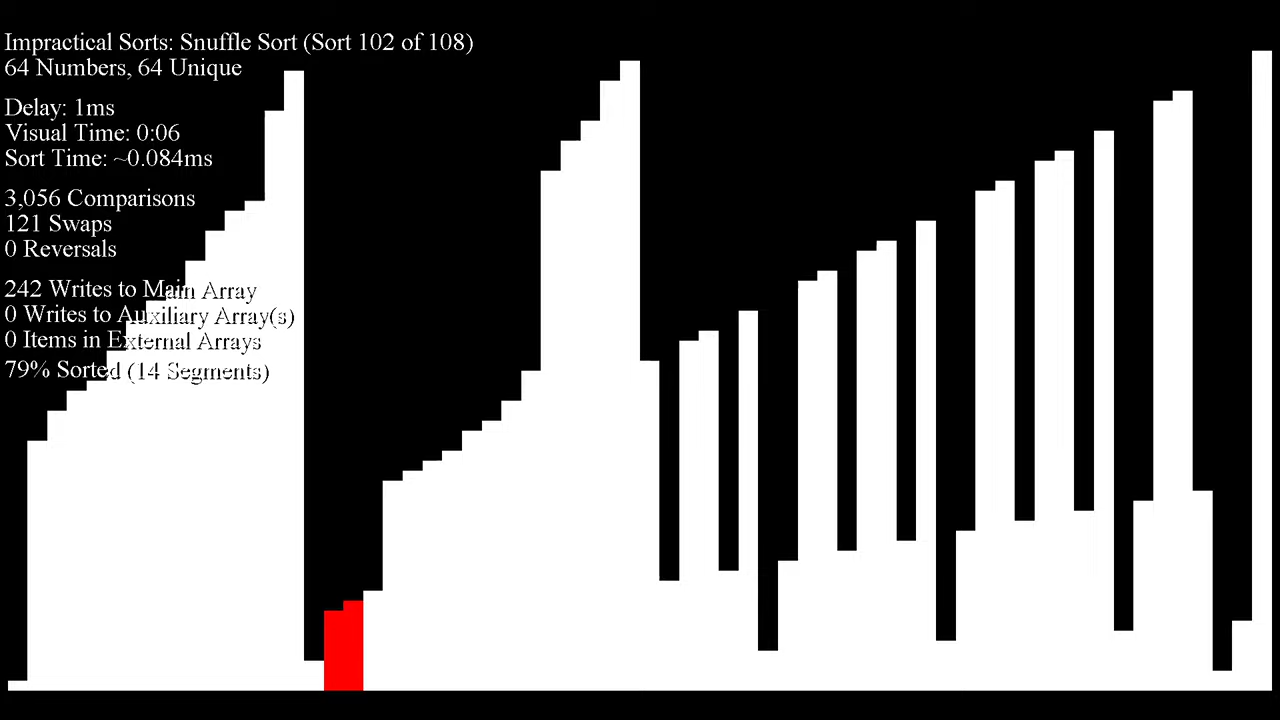 Impractical Sorts: Snuffle Sort (Sort 102 of 108)
64 Numbers, 64 Unique
Delay: 1ms
Visual Time: 0:06
Sort Time: ~0.084ms
3,056 Comparisons
121 Swaps
0 Reversals
242 Writes to Main Array
0 Writes to Auxiliary Array(s)
0 Items in External Arrays
79% Sorted (14 Segments)